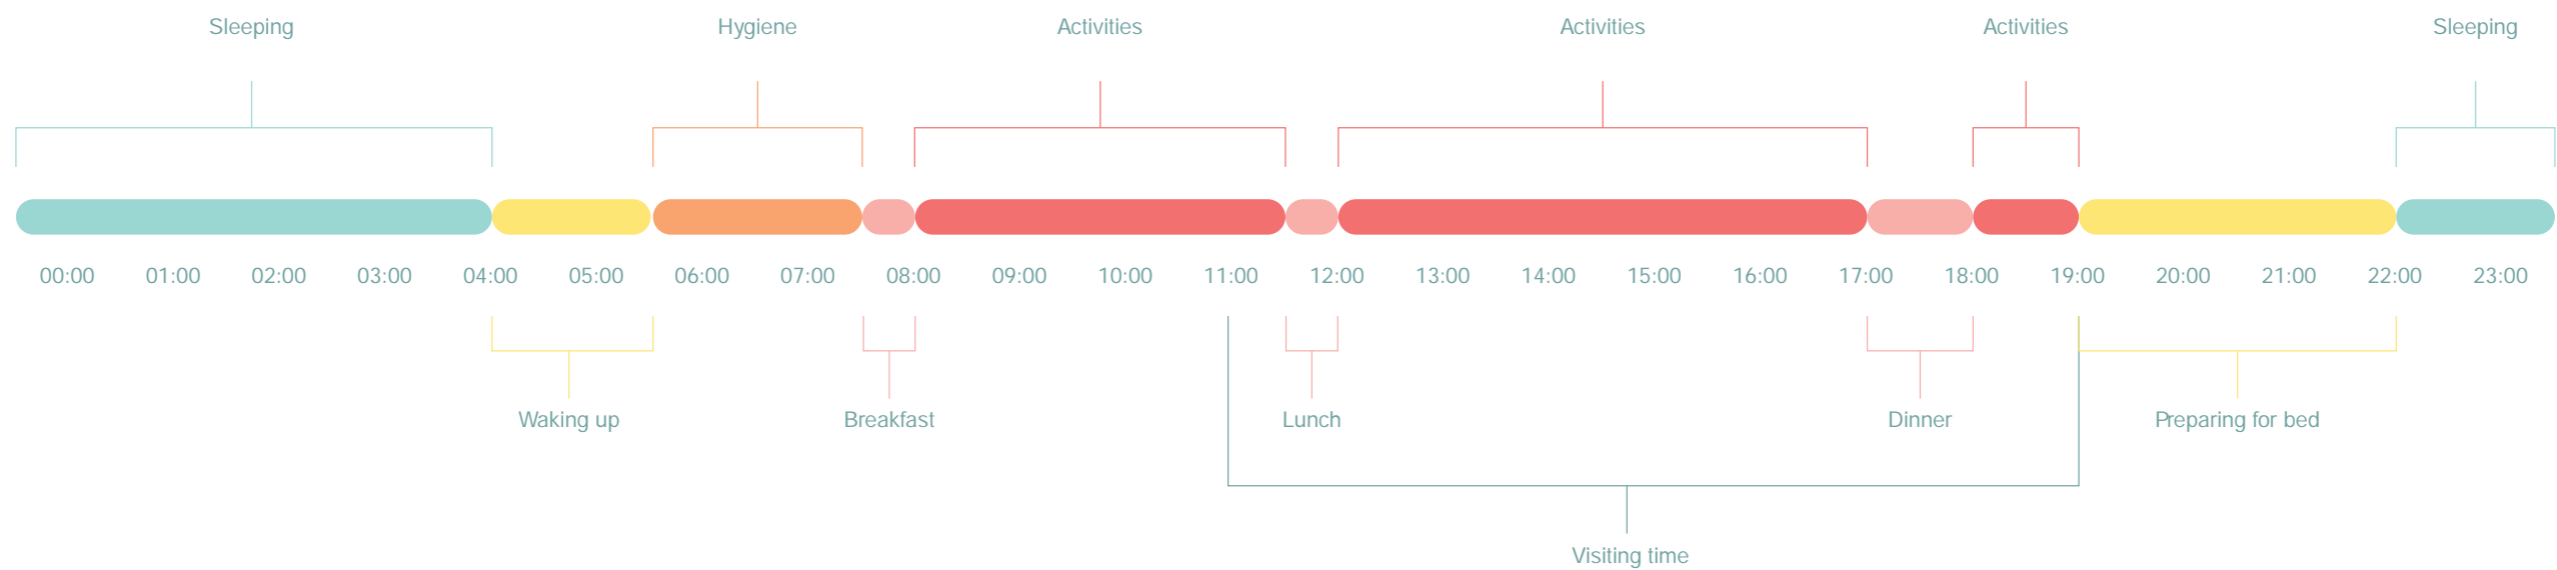 Sleeping Hygiene Activities Activities Activities Sleeping
00:00 01:00 02:00 03:00 04:00 05:00 06:00 07:00 08:00 09:00 10:00 11:00 12:00 13:00 14:00 15:00 16:00 17:00 18:00 19:00 20:00 21:00 22:00 23:00
Waking up Breakfast Lunch Dinner Preparing for bed
Visiting time